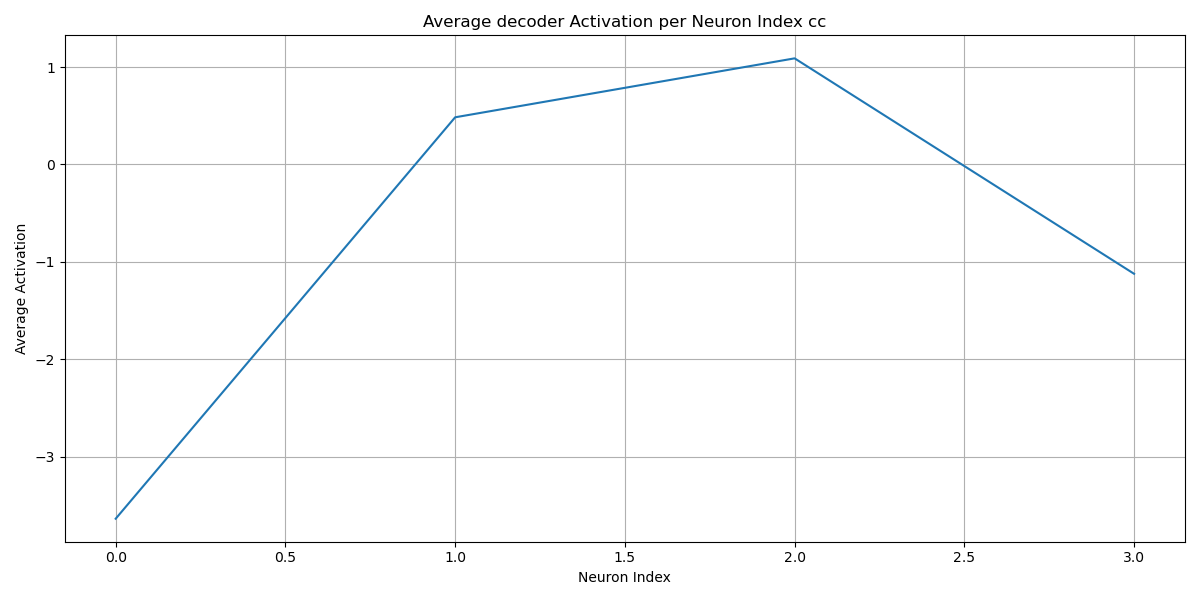 Average decoder Activation per Neuron Index cc
Average Activation
1
0
−1
−2
−3
0.0 0.5 1.0 1.5 2.0 2.5 3.0
Neuron Index